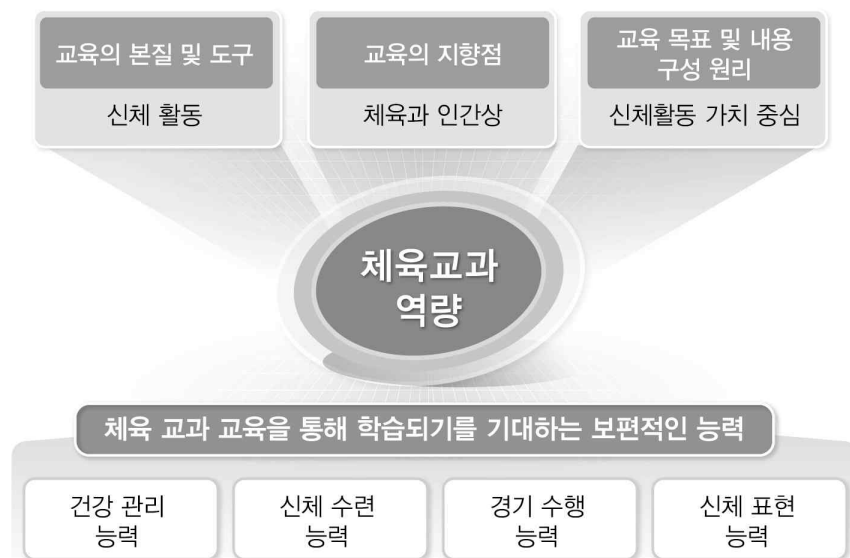 교육의 본질 및 도구
신체 활동
교육의 지향점
체육과 인간상
교육 목표 및 내용
구성 원리
신체활동 가치 중심
체육교과
역량
체육 교과 교육을 통해 학습되기를 기대하는 보편적인 능력
건강 관리
능력
신체 수련
능력
경기 수행
능력
신체 표현
능력